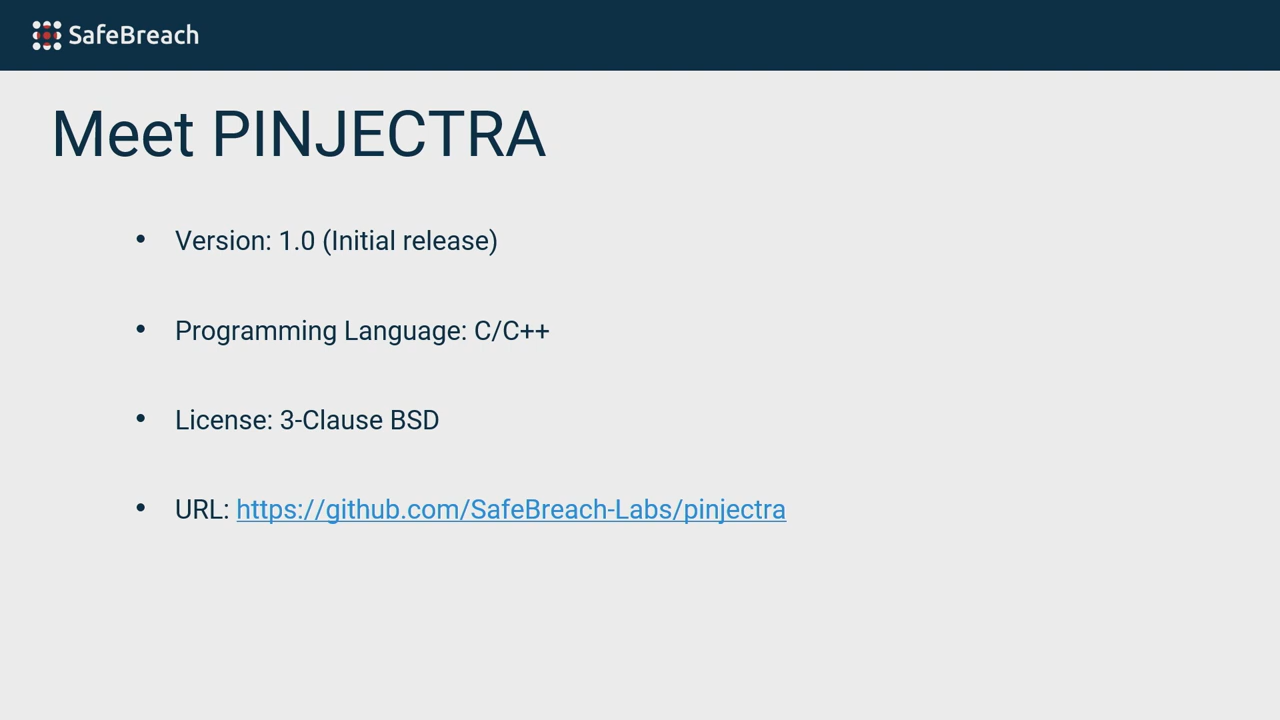 SafeBreach
Meet PINJECTRA
• Version: 1.0 (Initial release)
• Programming Language: C/C++
• License: 3-Clause BSD
• URL: https://github.com/SafeBreach-Labs/pinjectra